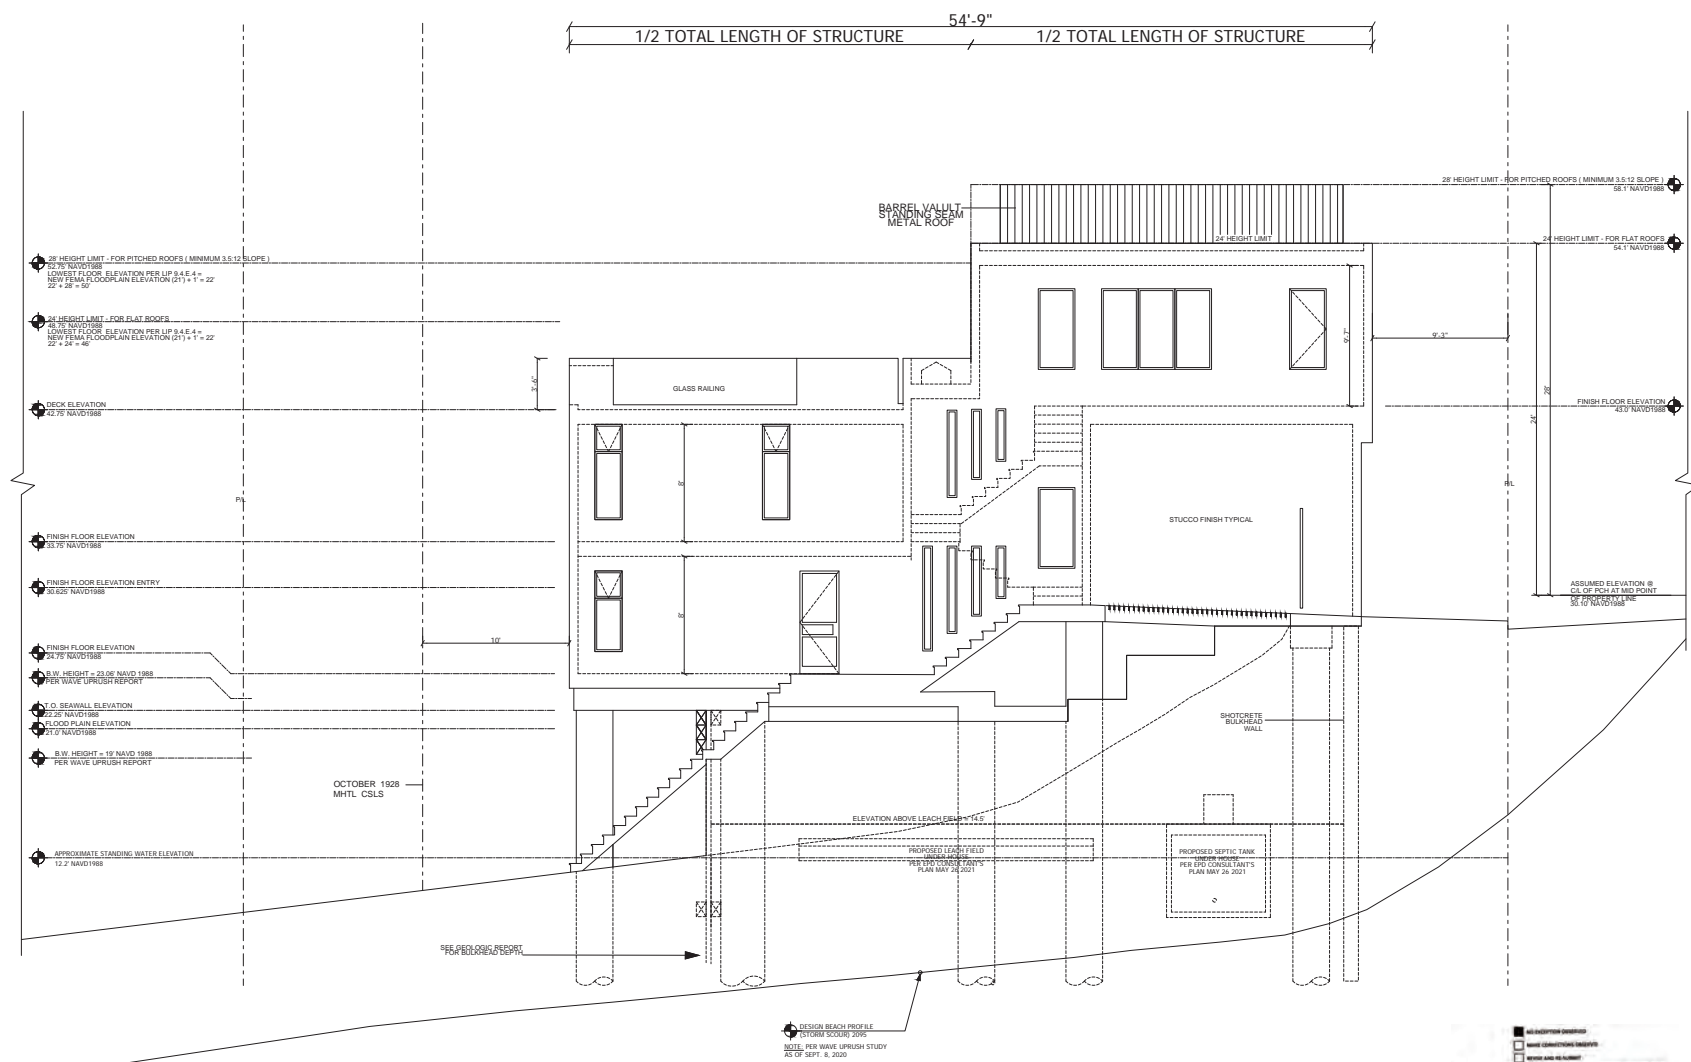 54'-9"
1/2 TOTAL LENGTH OF STRUCTURE
1/2 TOTAL LENGTH OF STRUCTURE
28' HEIGHT LIMIT - FOR PITCHED ROOFS ( MINIMUM 3.5:12 SLOPE )
58.1' NAVD1988
BARREL VALULT
STANDING SEAM
METAL ROOF
24' HEIGHT LIMIT
24' HEIGHT LIMIT - FOR FLAT ROOFS
54.1' NAVD1988
28' HEIGHT LIMIT - FOR PITCHED ROOFS ( MINIMUM 3.5:12 SLOPE )
52.75' NAVD1988
LOWEST FLOOR ELEVATION PER LIP 9.4.E.4 =
NEW FEMA FLOODPLAIN ELEVATION (21') + 1' = 22'
22' + 28' = 50'
24' HEIGHT LIMIT - FOR FLAT ROOFS
48.75' NAVD1988
LOWEST FLOOR ELEVATION PER LIP 9.4.E.4 =
NEW FEMA FLOODPLAIN ELEVATION (21') + 1' = 22'
22' + 24' = 46'
9'-7"
9'-3"
3'-6"
GLASS RAILING
28'
24'
DECK ELEVATION
42.75' NAVD1988
FINISH FLOOR ELEVATION
43.0' NAVD1988
8'
P/L
P/L
STUCCO FINISH TYPICAL
FINISH FLOOR ELEVATION
33.75' NAVD1988
FINISH FLOOR ELEVATION ENTRY
30.625' NAVD1988
ASSUMED ELEVATION @
C/L OF PCH AT MID POINT
OF PROPERTY LINE
30.10' NAVD1988
8'
10'
FINISH FLOOR ELEVATION
24.75' NAVD1988
B.W. HEIGHT = 23.06' NAVD 1988
PER WAVE UPRUSH REPORT
T.O. SEAWALL ELEVATION
22.25' NAVD1988
FLOOD PLAIN ELEVATION
21.0' NAVD1988
SHOTCRETE
BULKHEAD
WALL
B.W. HEIGHT = 19' NAVD 1988
PER WAVE UPRUSH REPORT
OCTOBER 1928
MHTL CSLS
ELEVATION ABOVE LEACH FIELD = 14.5'
APPROXIMATE STANDING WATER ELEVATION
12.2' NAVD1988
PROPOSED LEACH FIELD
UNDER HOUSE
PER EPD CONSULTANT'S
PLAN MAY 26 2021
PROPOSED SEPTIC TANK
UNDER HOUSE
PER EPD CONSULTANT'S
PLAN MAY 26 2021
SEE GEOLOGIC REPORT
FOR BULKHEAD DEPTH
DESIGN BEACH PROFILE
(STORM SCOUR) 2095
NOTE: PER WAVE UPRUSH STUDY
AS OF SEPT. 8, 2020
NO EXCEPTION OBSERVED
MAKE CORRECTIONS OBSERVED
REVISE AND RE-SUBMIT